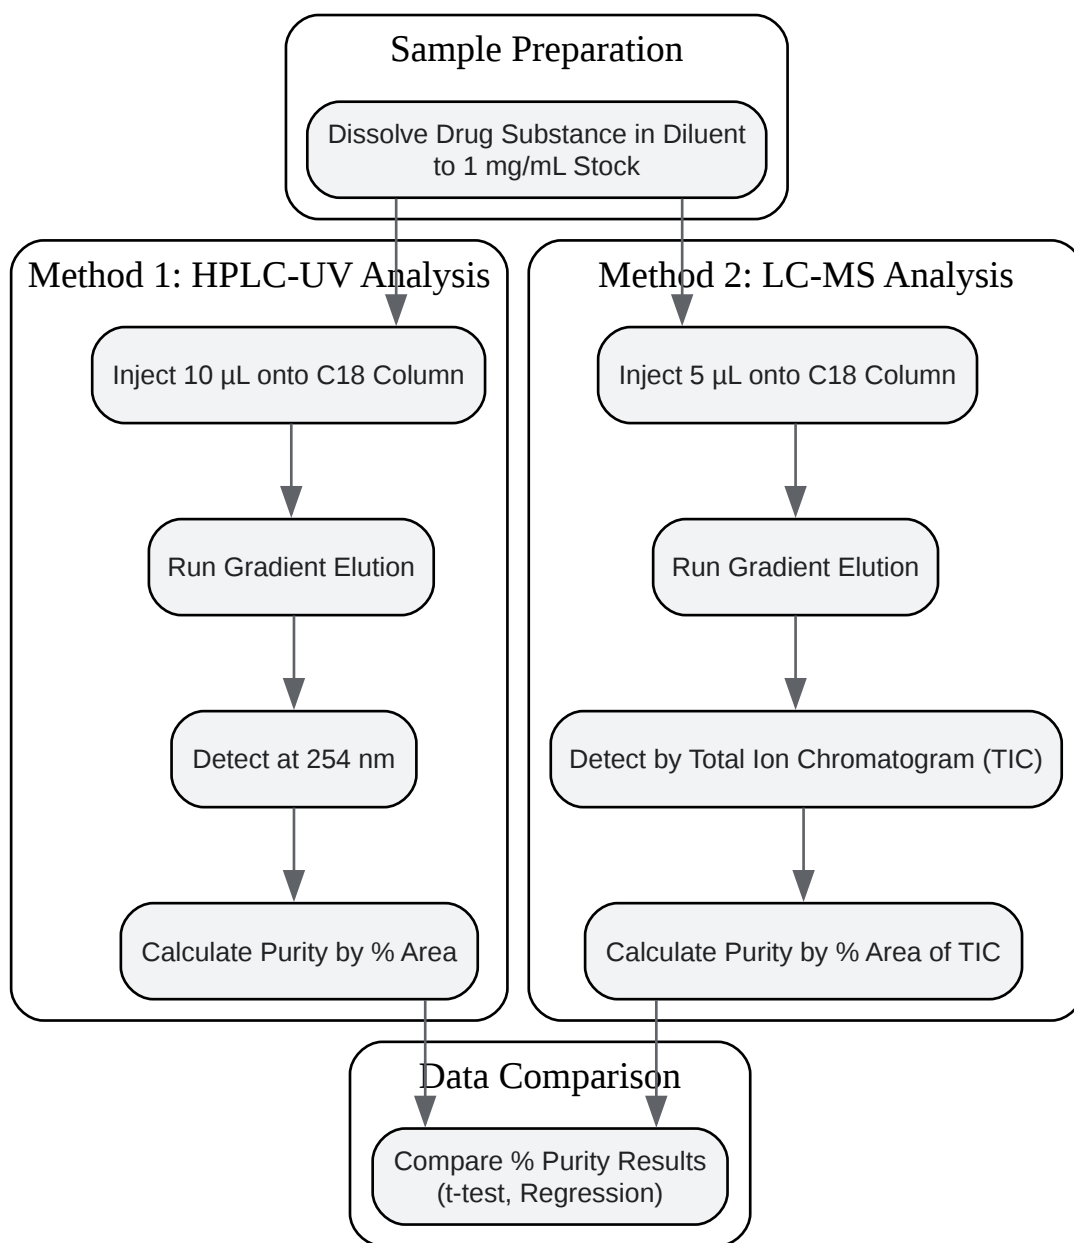 Sample Preparation
Dissolve Drug Substance in Diluent
to 1 mg/mL Stock
Method 1: HPLC-UV Analysis
Inject 10 µL onto C18 Column
Run Gradient Elution
Detect at 254 nm
Calculate Purity by % Area
Method 2: LC-MS Analysis
Inject 5 µL onto C18 Column
Run Gradient Elution
Detect by Total Ion Chromatogram (TIC)
Calculate Purity by % Area of TIC
Data Comparison
Compare % Purity Results
(t-test, Regression)